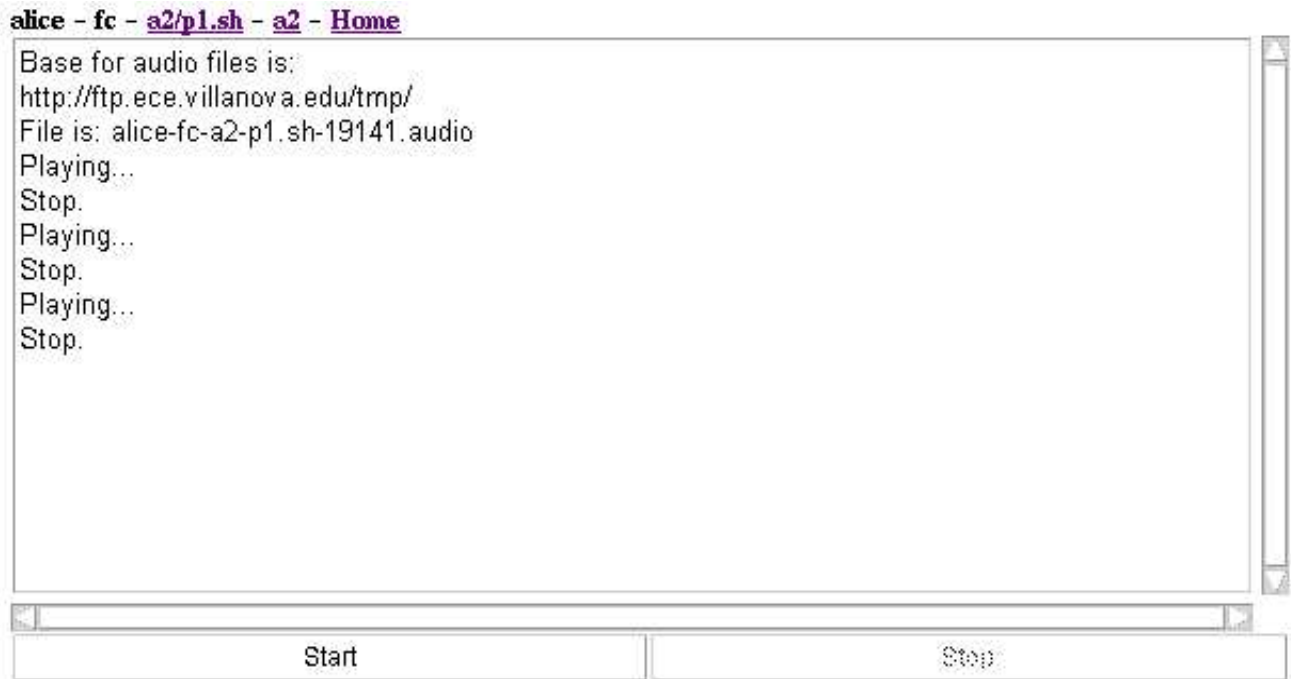 alice - fc - a2/p1.sh - a2 - Home
Base for audio files is:
http://ftp.ece.villanova.edu/tmp/
File is: alice-fc-a2-p1.sh-19141.audio
Playing...
Stop.
Playing...
Stop.
Playing...
Stop.
Start
Stop